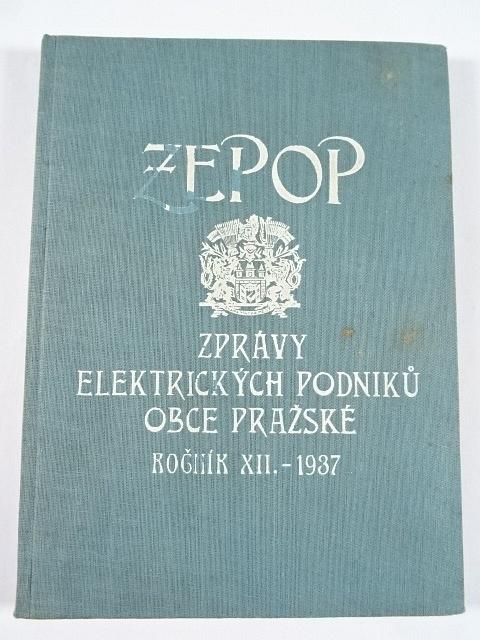 ZEPOP
ZPRÁVY
ELEKTRICKÝCH PODNIKŮ
OBCE PRAŽSKÉ
ROČNÍK XII. - 1937